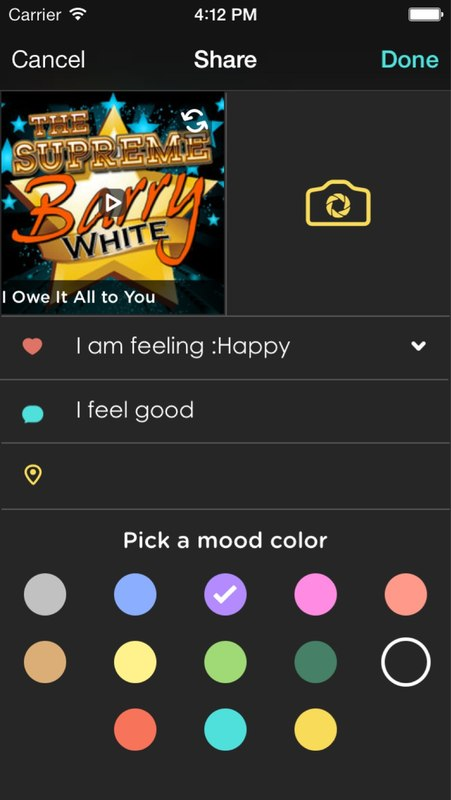 Carrier 4:12 PM
Cancel Share Done
THE
SUPREME
Barry
WHITE
I Owe It All to You
I am feeling :Happy
I feel good
Pick a mood color